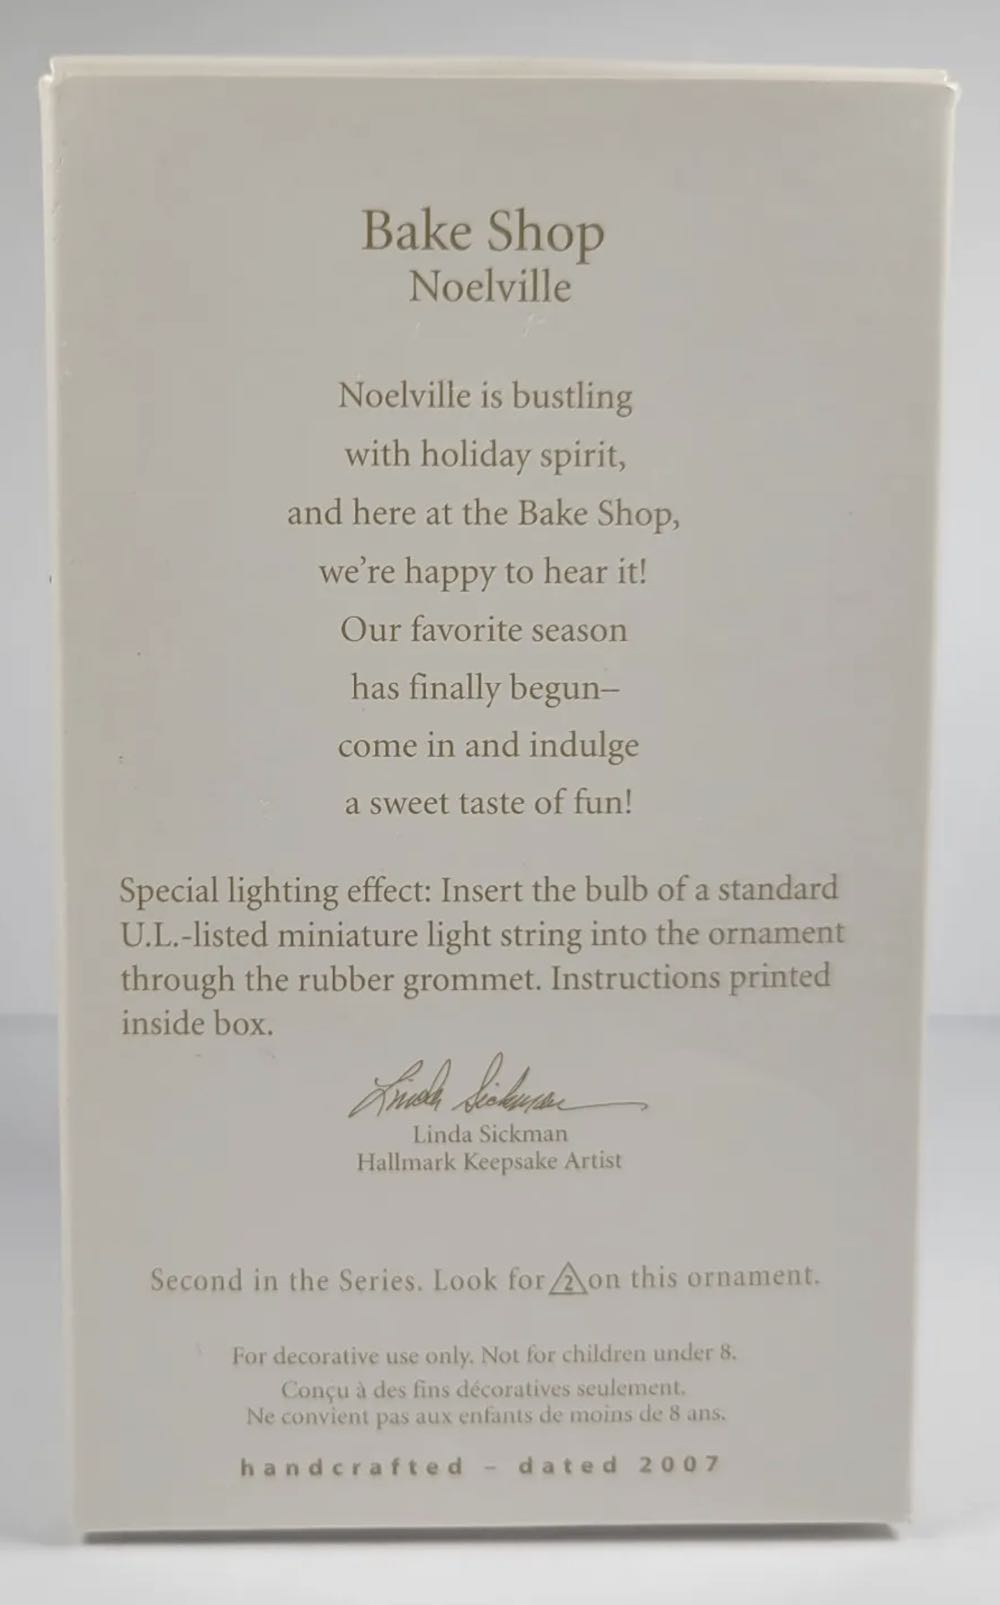 Bake Shop
Noelville
Noelville is bustling
with holiday spirit,
and here at the Bake Shop,
we're happy to hear it!
Our favorite season
has finally begun–
come in and indulge
a sweet taste of fun!
Special lighting effect: Insert the bulb of a standard
U.L.-listed miniature light string into the ornament
through the rubber grommet. Instructions printed
inside box.
Linda Sickman
Linda Sickman
Hallmark Keepsake Artist
Second in the Series. Look for 2 on this ornament.
For decorative use only. Not for children under 8.
Conçu à des fins décoratives seulement.
Ne convient pas aux enfants de moins de 8 ans.
handcrafted – dated 2007